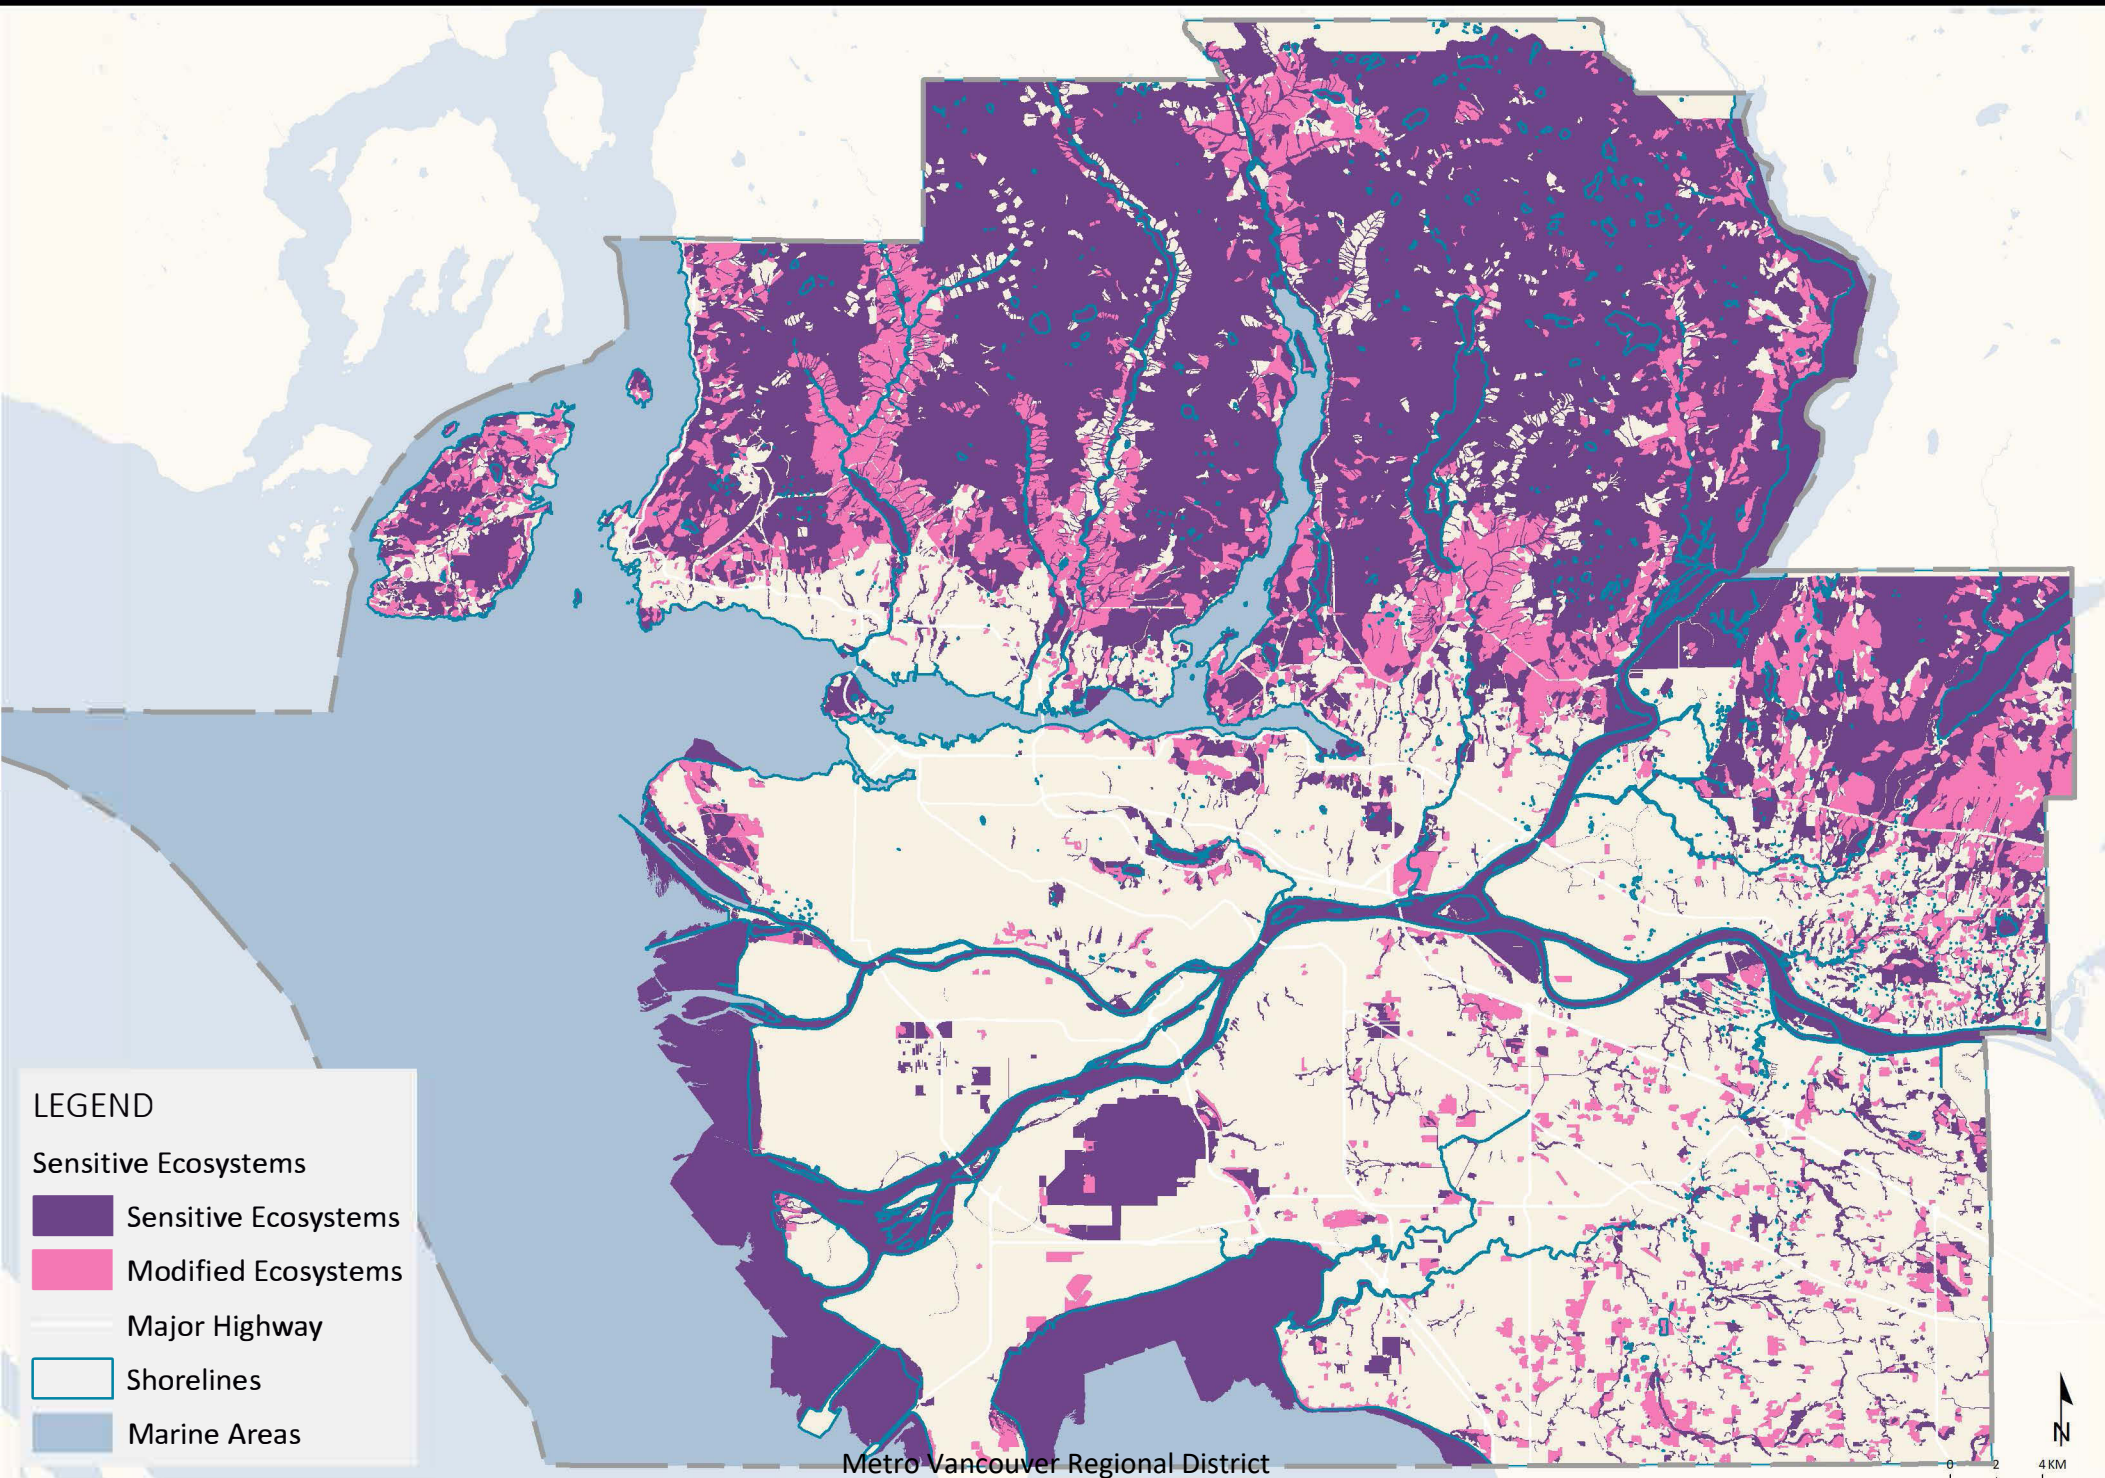 LEGEND
Sensitive Ecosystems
Sensitive Ecosystems
Modified Ecosystems
Major Highway
Shorelines
Marine Areas
Metro Vancouver Regional District
N
0 2 4 KM